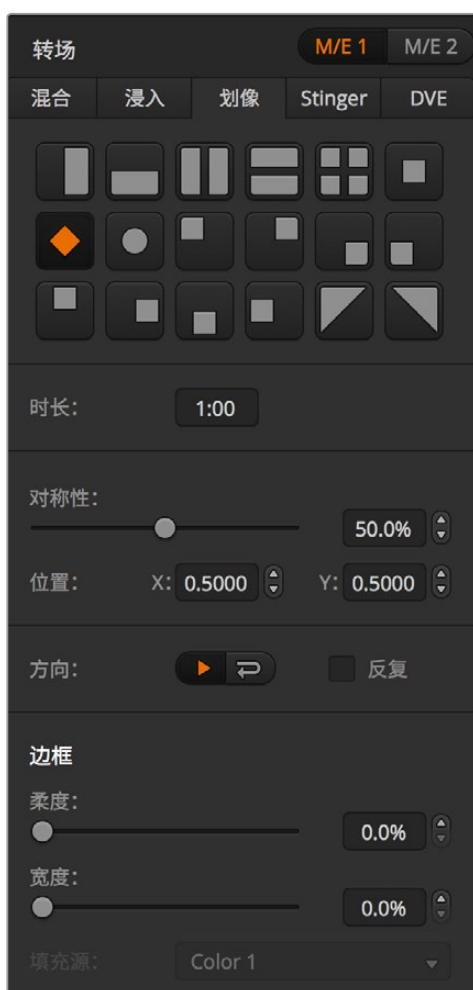 转场 M/E 1 M/E 2
混合 浸入 划像 Stinger DVE
时长： 1:00
对称性：
50.0%
位置： X: 0.5000 Y: 0.5000
方向： 反复
边框
柔度：
0.0%
宽度：
0.0%
填充源： Color 1